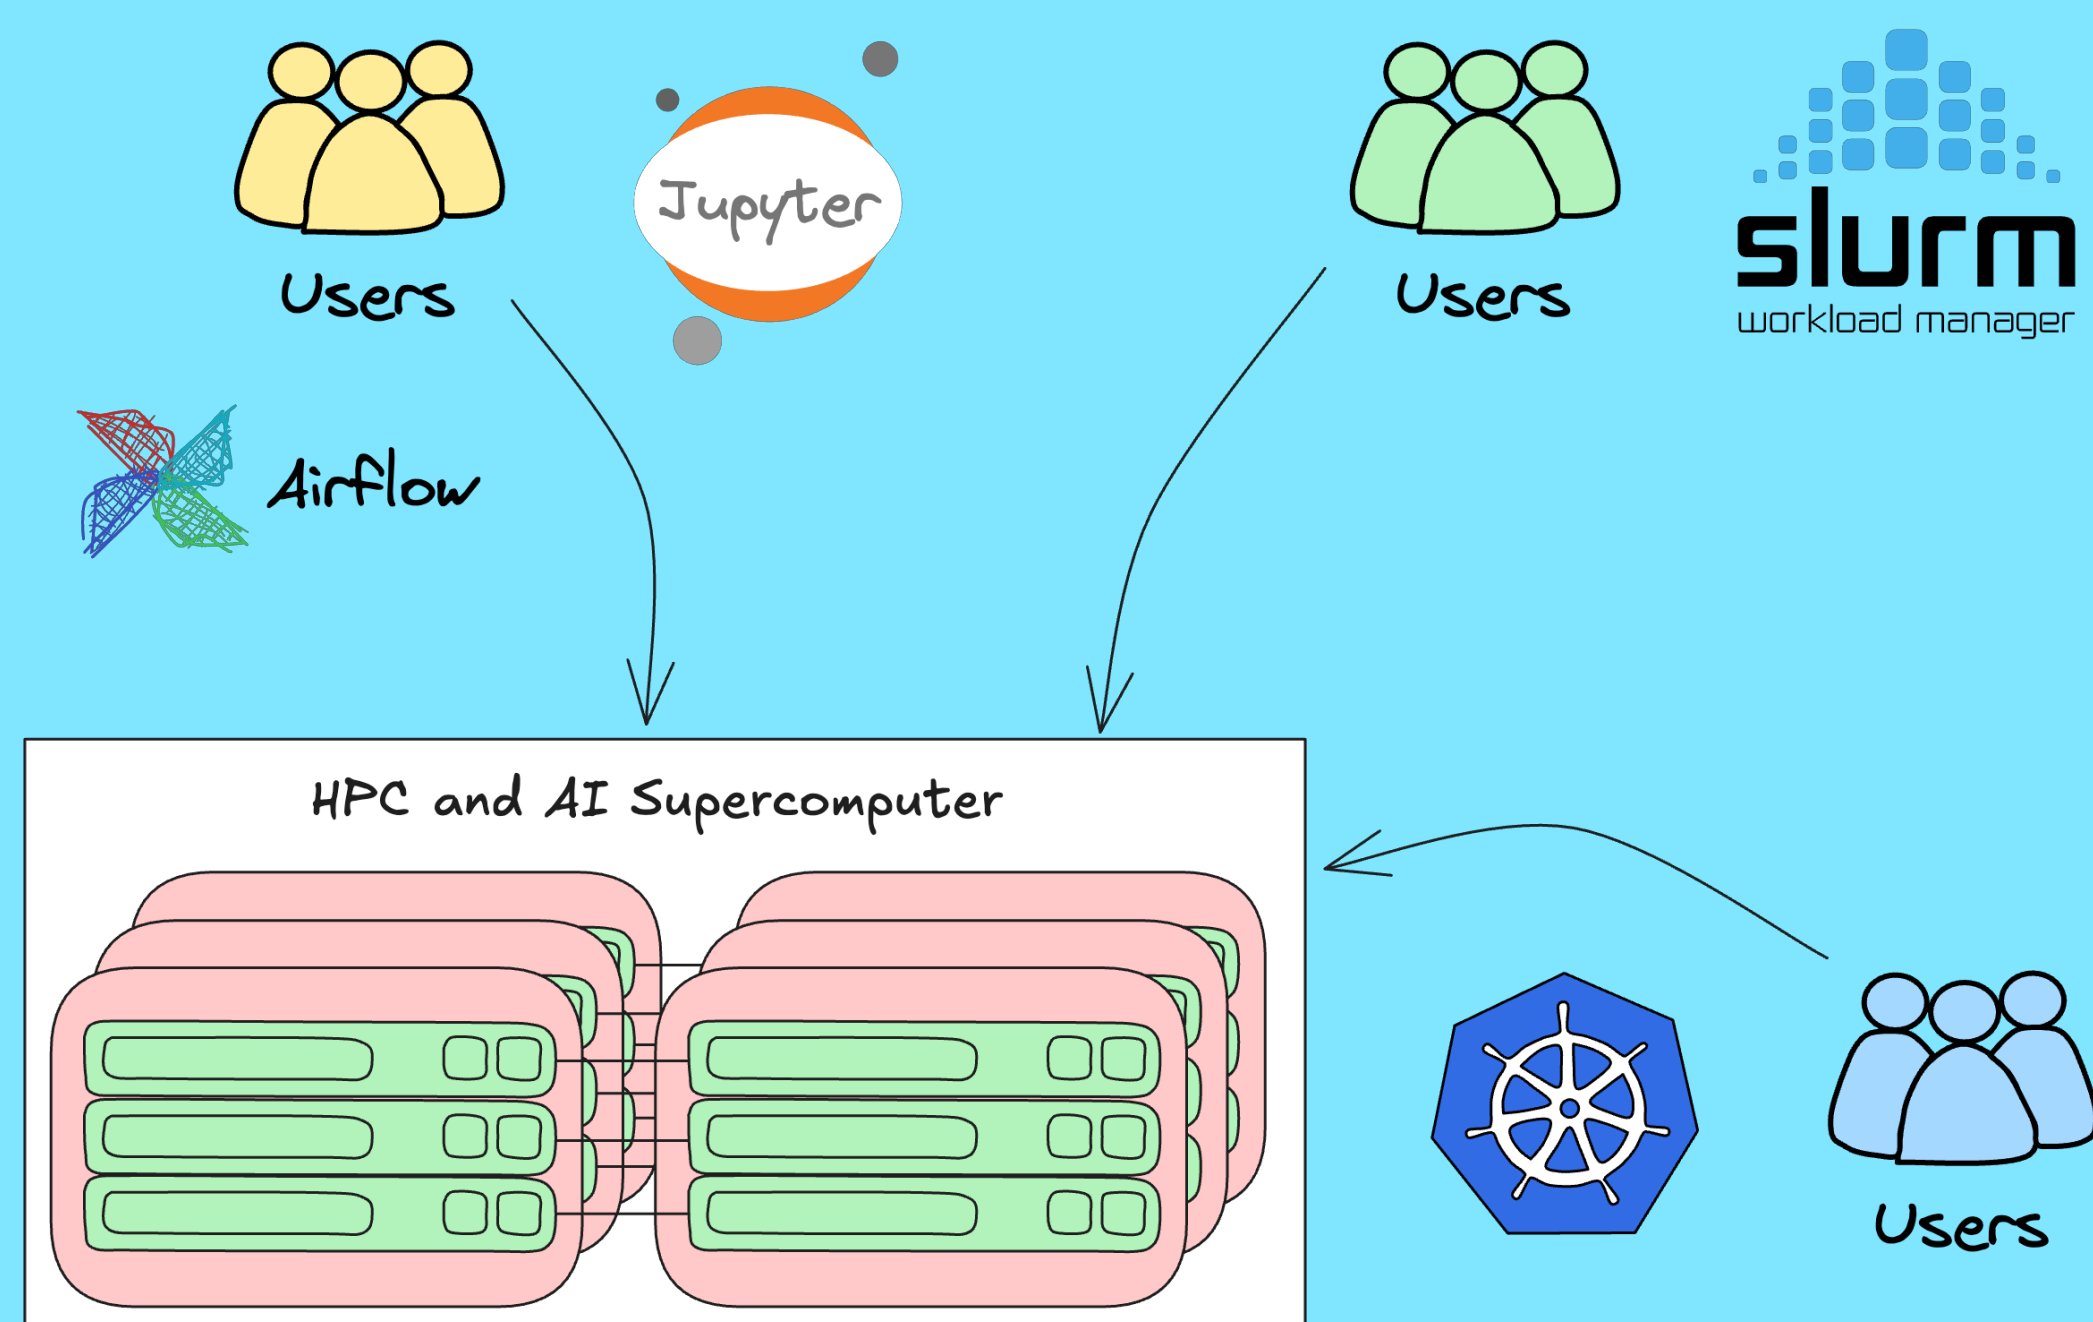 Users
Jupyter
Users
slurm
workload manager
Airflow
HPC and AI Supercomputer
Users